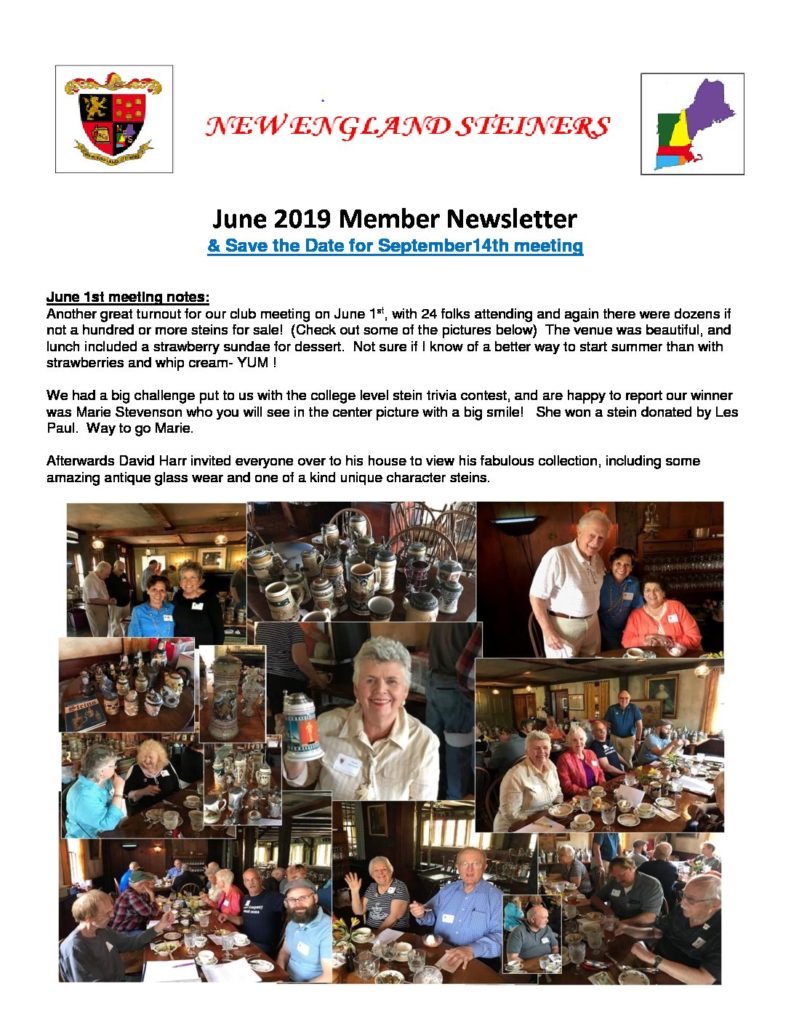 NEW ENGLAND STEINERS
June 2019 Member Newsletter
& Save the Date for September14th meeting
June 1st meeting notes:
Another great turnout for our club meeting on June 1st, with 24 folks attending and again there were dozens if
not a hundred or more steins for sale!  (Check out some of the pictures below)  The venue was beautiful, and
lunch included a strawberry sundae for dessert.  Not sure if I know of a better way to start summer than with
strawberries and whip cream- YUM !
We had a big challenge put to us with the college level stein trivia contest, and are happy to report our winner
was Marie Stevenson who you will see in the center picture with a big smile!   She won a stein donated by Les
Paul.  Way to go Marie.
Afterwards David Harr invited everyone over to his house to view his fabulous collection, including some
amazing antique glass wear and one of a kind unique character steins.